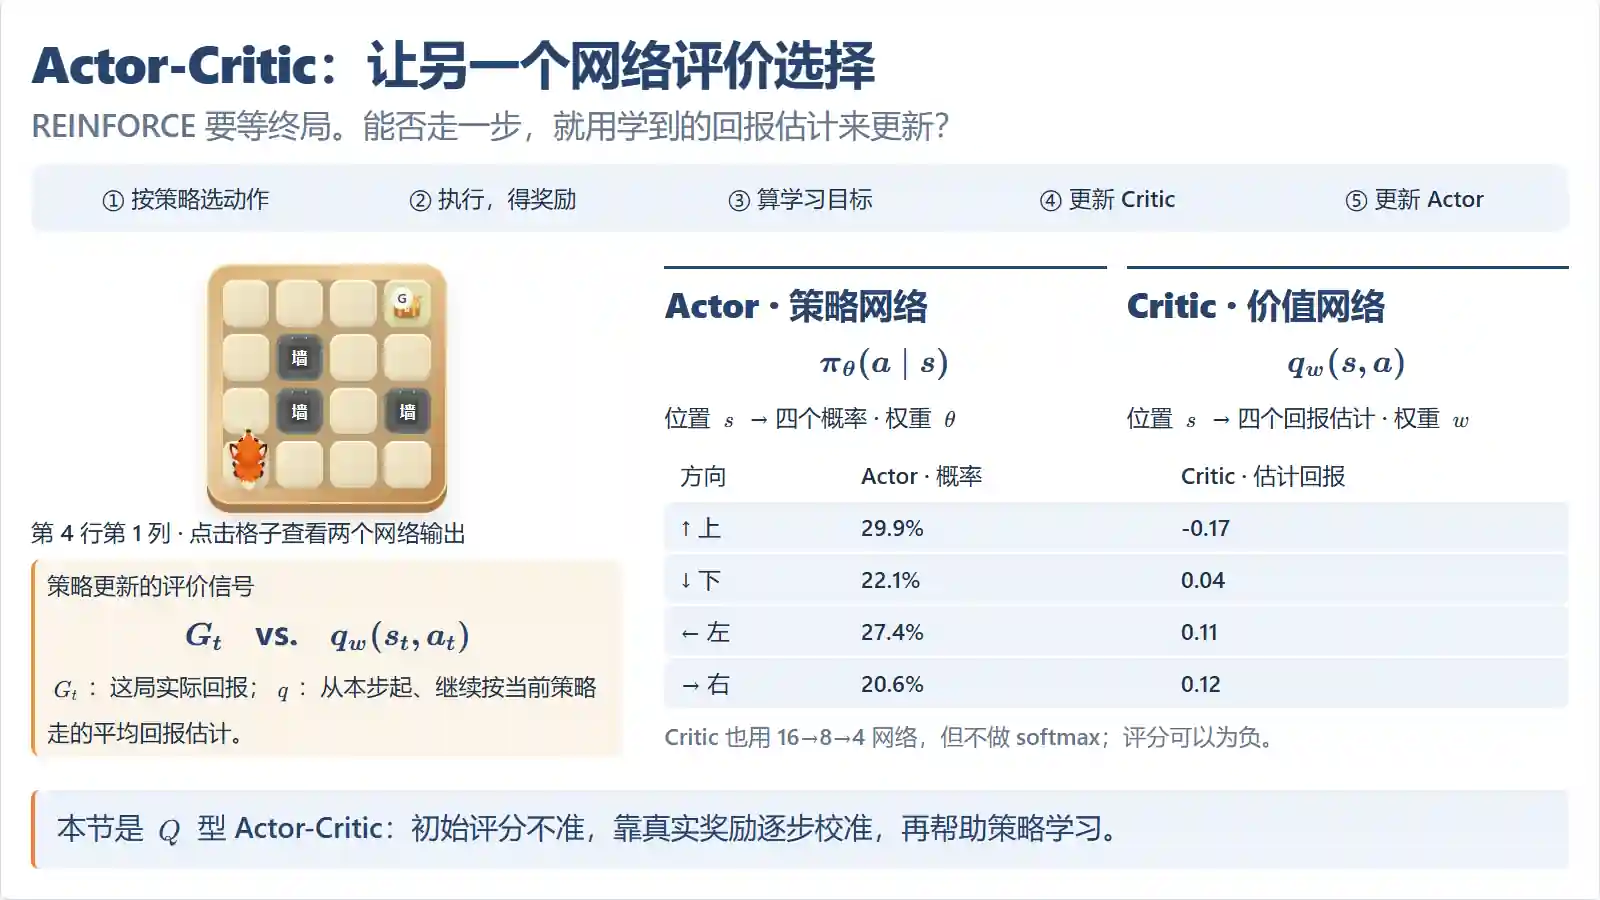 Actor-Critic：让另一个网络评价选择
REINFORCE 要等终局。能否走一步，就用学到的回报估计来更新？
① 按策略选动作
② 执行，得奖励
③ 算学习目标
④ 更新 Critic
⑤ 更新 Actor
G
墙
墙
墙
第 4 行第 1 列 · 点击格子查看两个网络输出
策略更新的评价信号
G_t vs. q_w(s_t, a_t)
G_t ：这局实际回报； q ：从本步起、继续按当前策略
走的平均回报估计。
Actor · 策略网络
π_θ(a | s)
位置 s → 四个概率 · 权重 θ
Critic · 价值网络
q_w(s, a)
位置 s → 四个回报估计 · 权重 w
方向 Actor · 概率 Critic · 估计回报
↑ 上 29.9% -0.17
↓ 下 22.1% 0.04
← 左 27.4% 0.11
→ 右 20.6% 0.12
Critic 也用 16→8→4 网络，但不做 softmax；评分可以为负。
本节是 Q 型 Actor-Critic：初始评分不准，靠真实奖励逐步校准，再帮助策略学习。